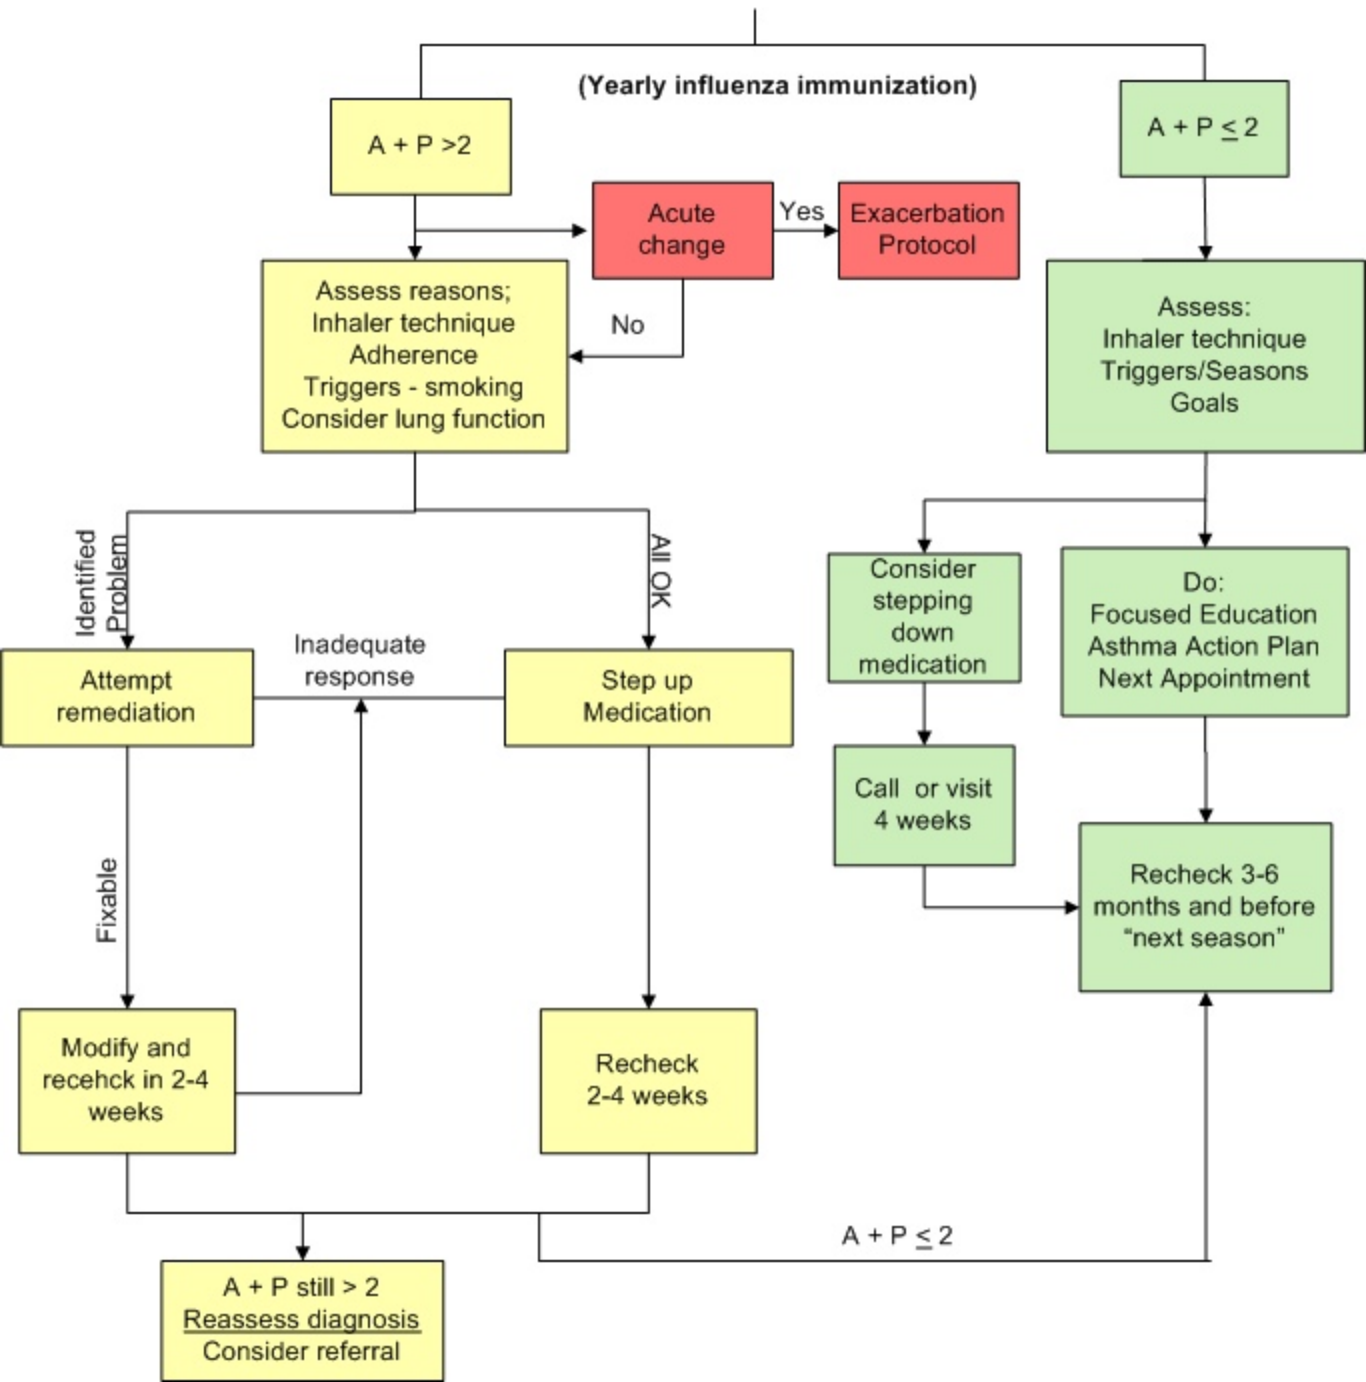 (Yearly influenza immunization)
A + P >2
A + P ≤ 2
Acute
change
Yes
Exacerbation
Protocol
No
Assess reasons;
Inhaler technique
Adherence
Triggers - smoking
Consider lung function
Assess:
Inhaler technique
Triggers/Seasons
Goals
Identified
Problem
All OK
Inadequate
response
Attempt
remediation
Step up
Medication
Consider
stepping
down
medication
Do:
Focused Education
Asthma Action Plan
Next Appointment
Call or visit
4 weeks
Fixable
Recheck 3-6
months and before
“next season”
Modify and
recehck in 2-4
weeks
Recheck
2-4 weeks
A + P ≤ 2
A + P still > 2
Reassess diagnosis
Consider referral